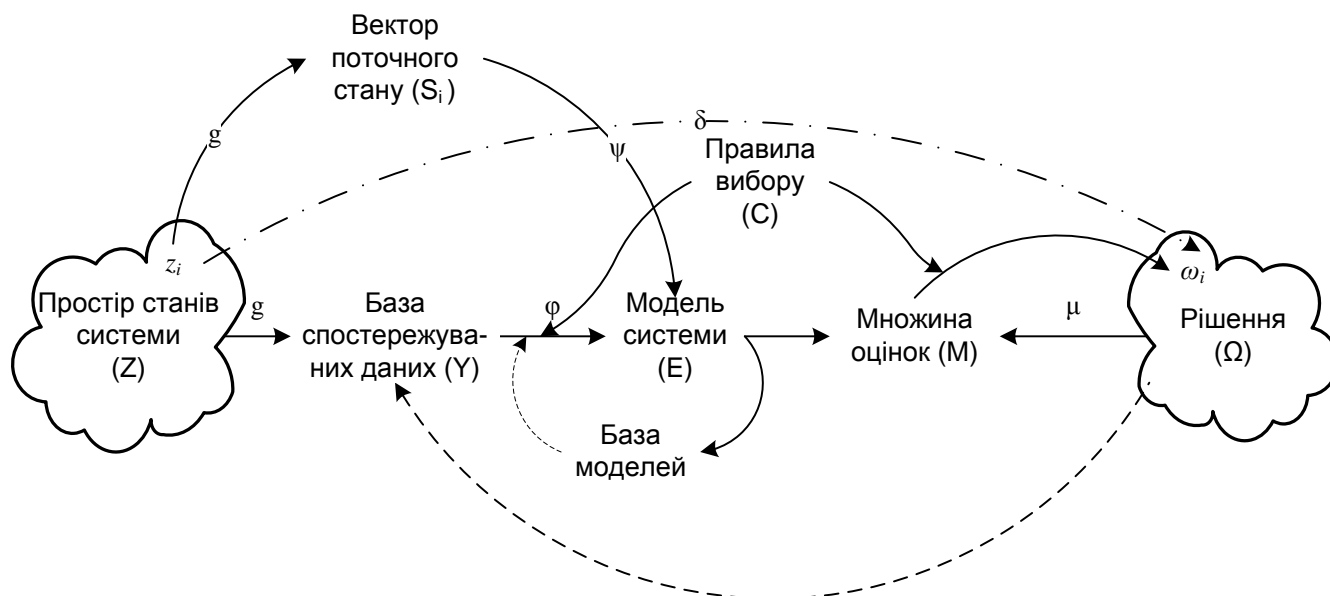 Вектор
поточного
стану (Si)
g
δ
ψ
Правила
вибору
(C)
zi
ωi
Простір станів
системи
(Z)
g
База
спостережува-
них даних (Y)
φ
Модель
системи
(E)
Множина
оцінок (M)
μ
Рішення
(Ω)
База
моделей